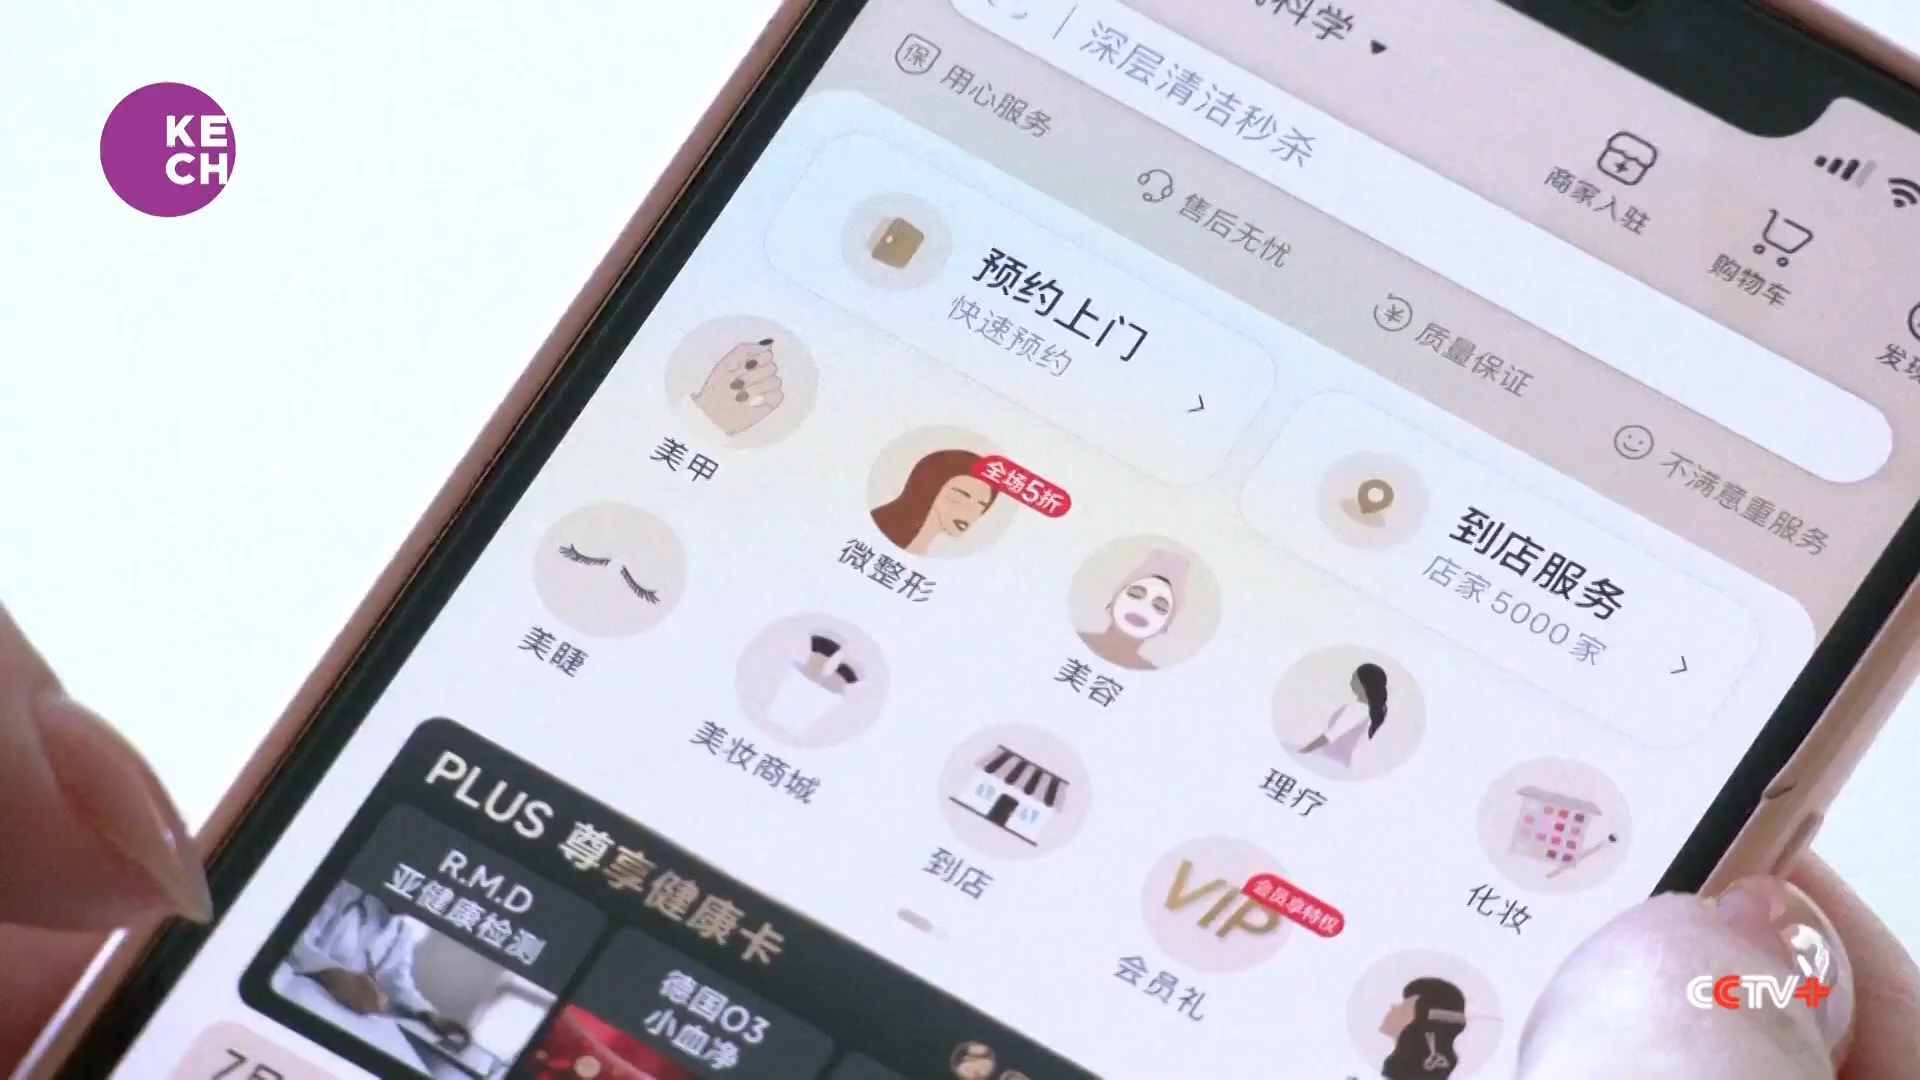 KE
CH
科学
深层清洁秒杀
保
用心服务
售后无忧
质量保证
不满意重服务
商家入驻
购物车
发现
预约上门
快速预约
到店服务
店家5000家
美甲
全场5折
微整形
美容
理疗
化妆
美睫
美妆商城
到店
VIP
会员享特权
会员礼
PLUS 尊享健康卡
R.M.D
亚健康检测
德国O3
小血净
7月
CCTV+